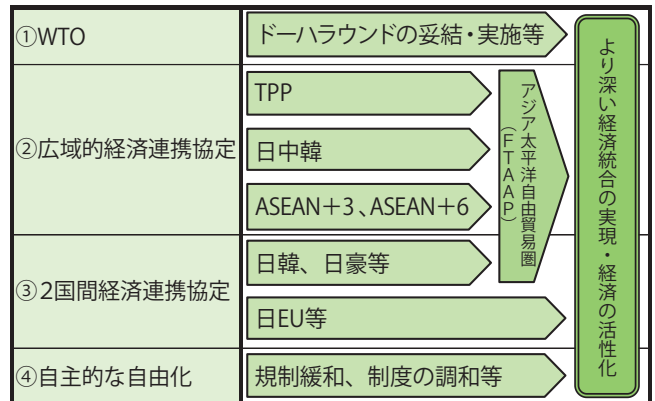 ①WTO
ドーハラウンドの妥結・実施等
②広域的経済連携協定
TPP
日中韓
ASEAN+3、ASEAN+6
アジア太平洋自由貿易圏
(FTAAP)
③2国間経済連携協定
日韓、日豪等
日EU等
④自主的な自由化
規制緩和、制度の調和等
より深い経済統合の実現・経済の活性化